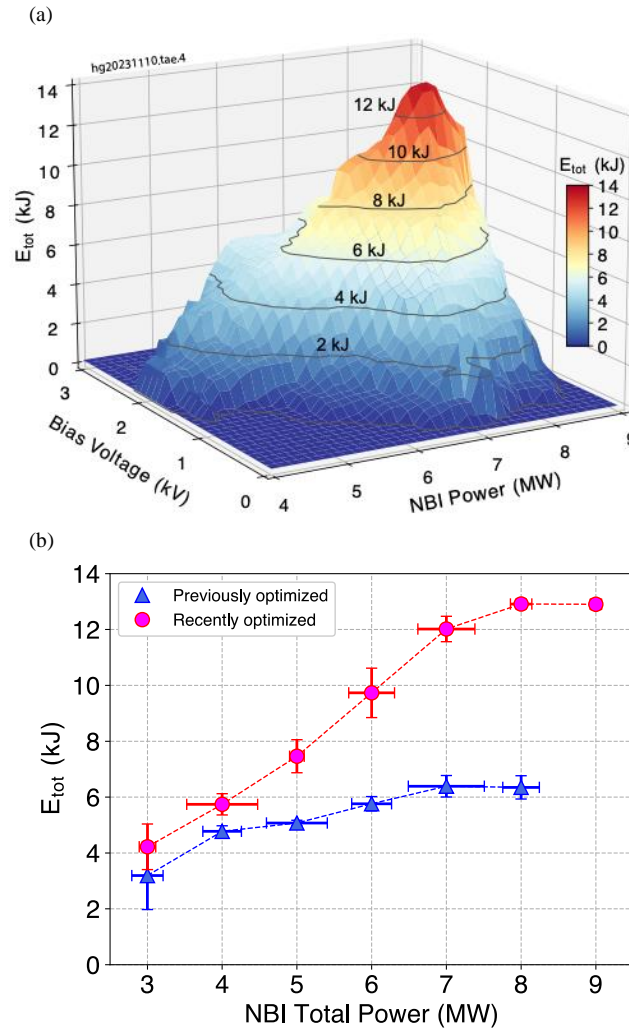 (a)
hg20231110.tae.4
14
12
10
8
6
4
2
0
E_tot (kJ)
12 kJ
10 kJ
8 kJ
6 kJ
4 kJ
2 kJ
E_tot (kJ)
14
12
10
8
6
4
2
0
3
2
1
0
Bias Voltage (kV)
4
5
6
7
8
9
NBI Power (MW)
(b)
14
12
10
8
6
4
2
0
E_tot (kJ)
Previously optimized
Recently optimized
3 4 5 6 7 8 9
NBI Total Power (MW)